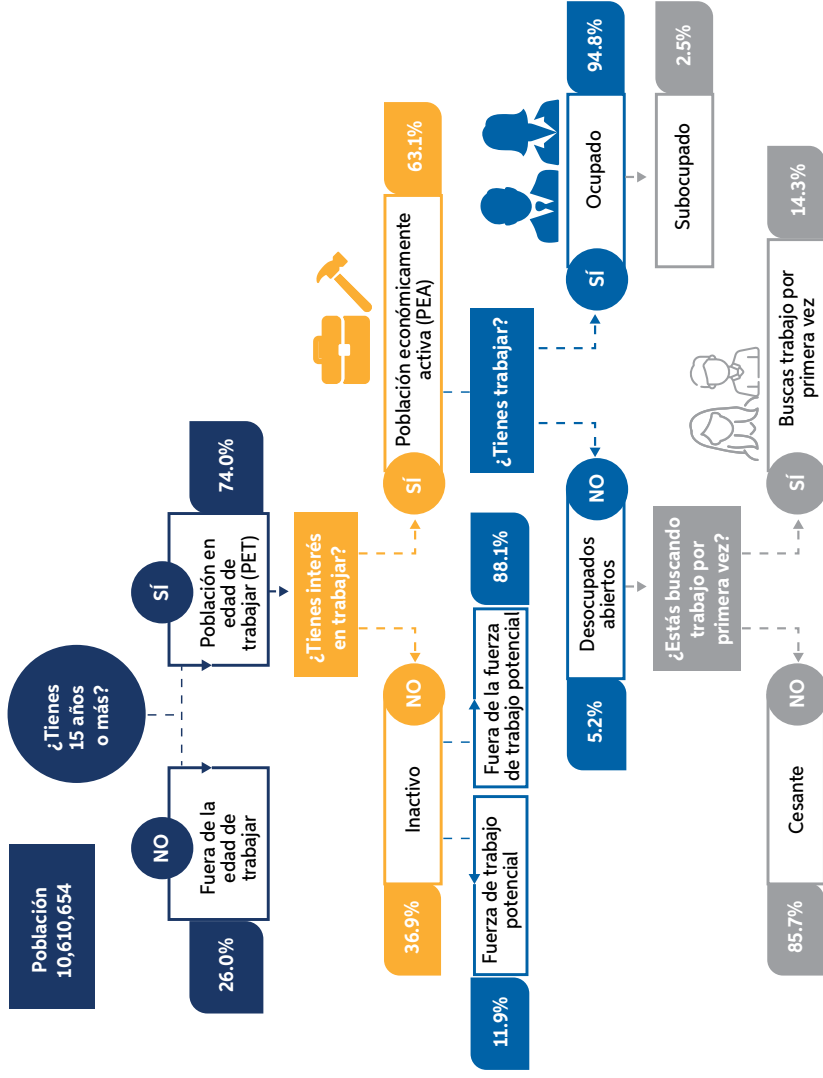 Población
10,610,654
¿Tienes
15 años
o más?
NO
Fuera de la
edad de
trabajar
26.0%
SÍ
Población en
edad de
trabajar (PET)
74.0%
¿Tienes interés
en trabajar?
NO
Inactivo
36.9%
SÍ
Población económicamente
activa (PEA)
63.1%
Fuerza de trabajo
potencial
11.9%
Fuera de la fuerza
de trabajo potencial
88.1%
¿Tienes trabajar?
NO
Desocupados
abiertos
5.2%
SÍ
Ocupado
94.8%
Subocupado
2.5%
¿Estás buscando
trabajo por
primera vez?
NO
Cesante
85.7%
SÍ
Buscas trabajo por
primera vez
14.3%